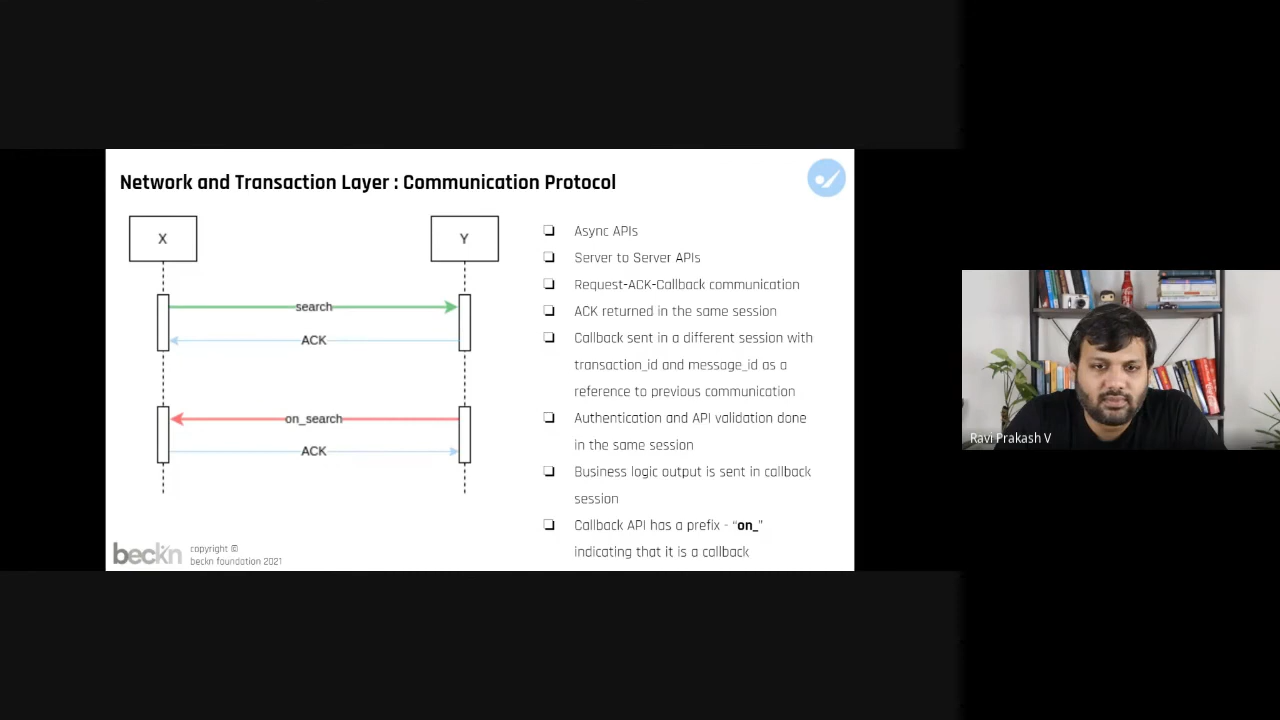 Network and Transaction Layer : Communication Protocol
X
Y
search
ACK
on_search
ACK
Async APIs
Server to Server APIs
Request-ACK-Callback communication
ACK returned in the same session
Callback sent in a different session with
transaction_id and message_id as a
reference to previous communication
Authentication and API validation done
in the same session
Business logic output is sent in callback
session
Callback API has a prefix - “on_”
indicating that it is a callback
beckn
copyright ©
beckn foundation 2021
Ravi Prakash V